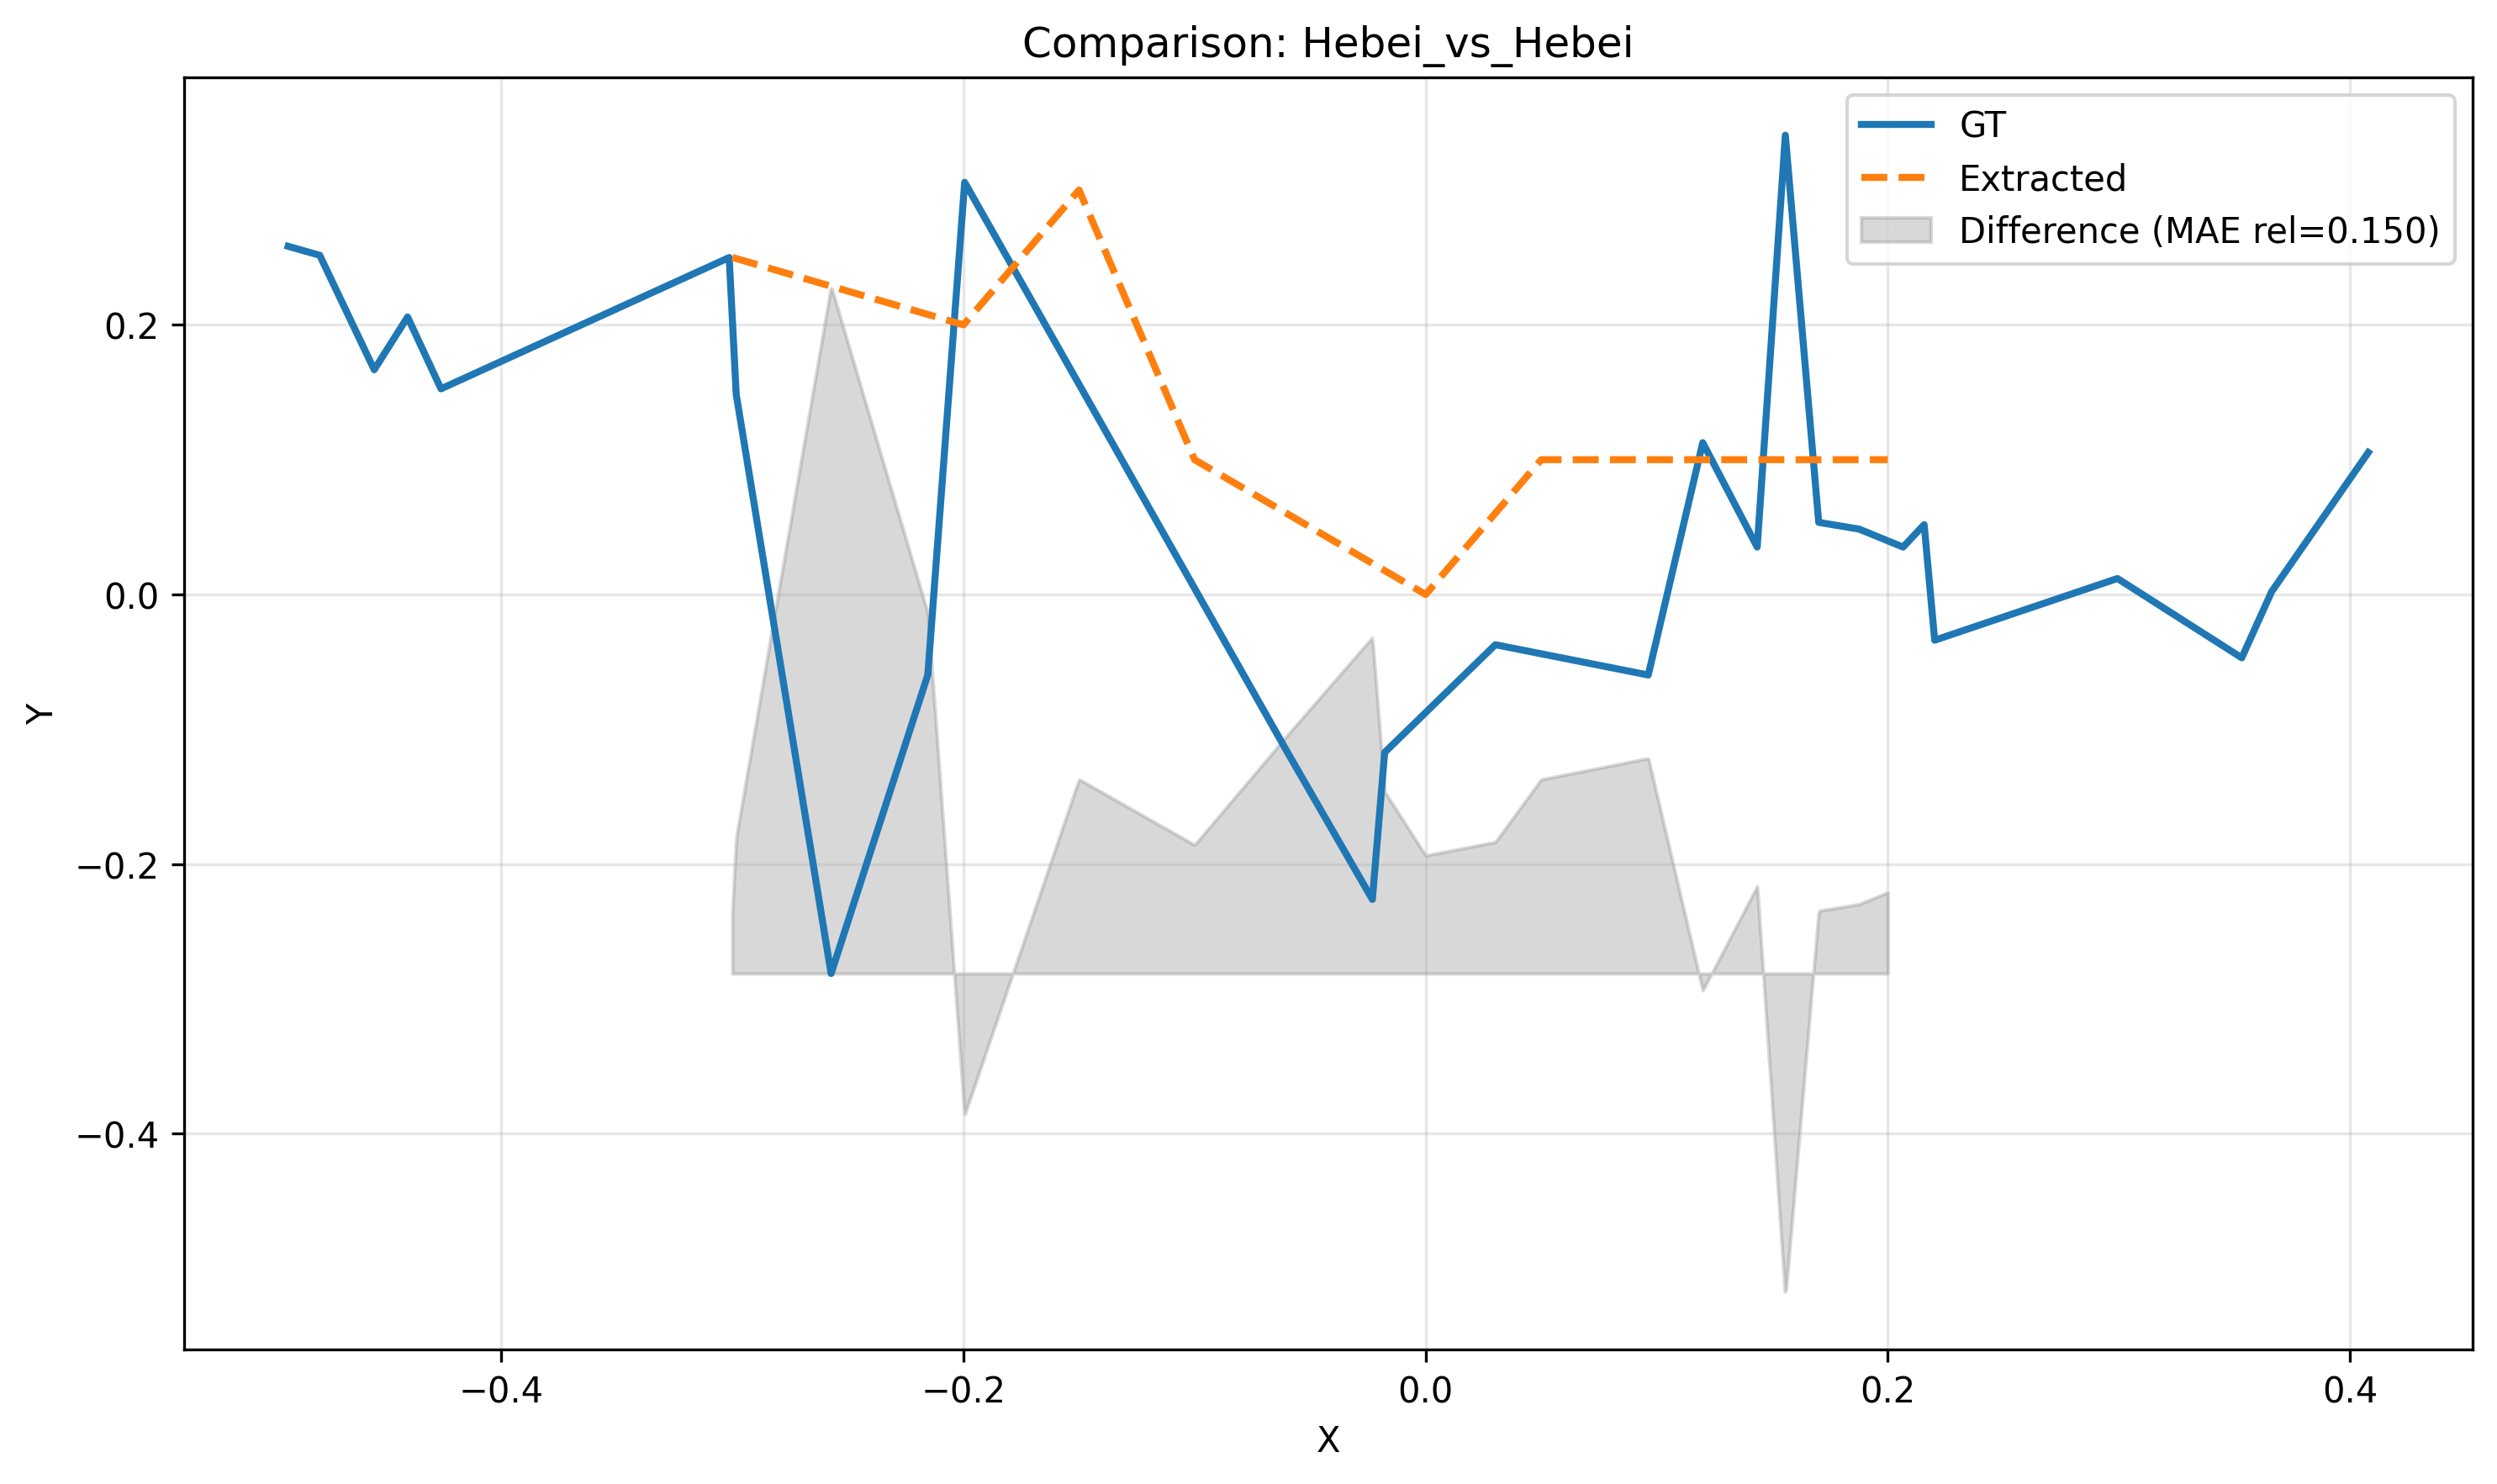 Comparison: Hebei_vs_Hebei
GT
Extracted
Difference (MAE rel=0.150)
0.2
0.0
−0.2
−0.4
Y
−0.4
−0.2
0.0
0.2
0.4
X